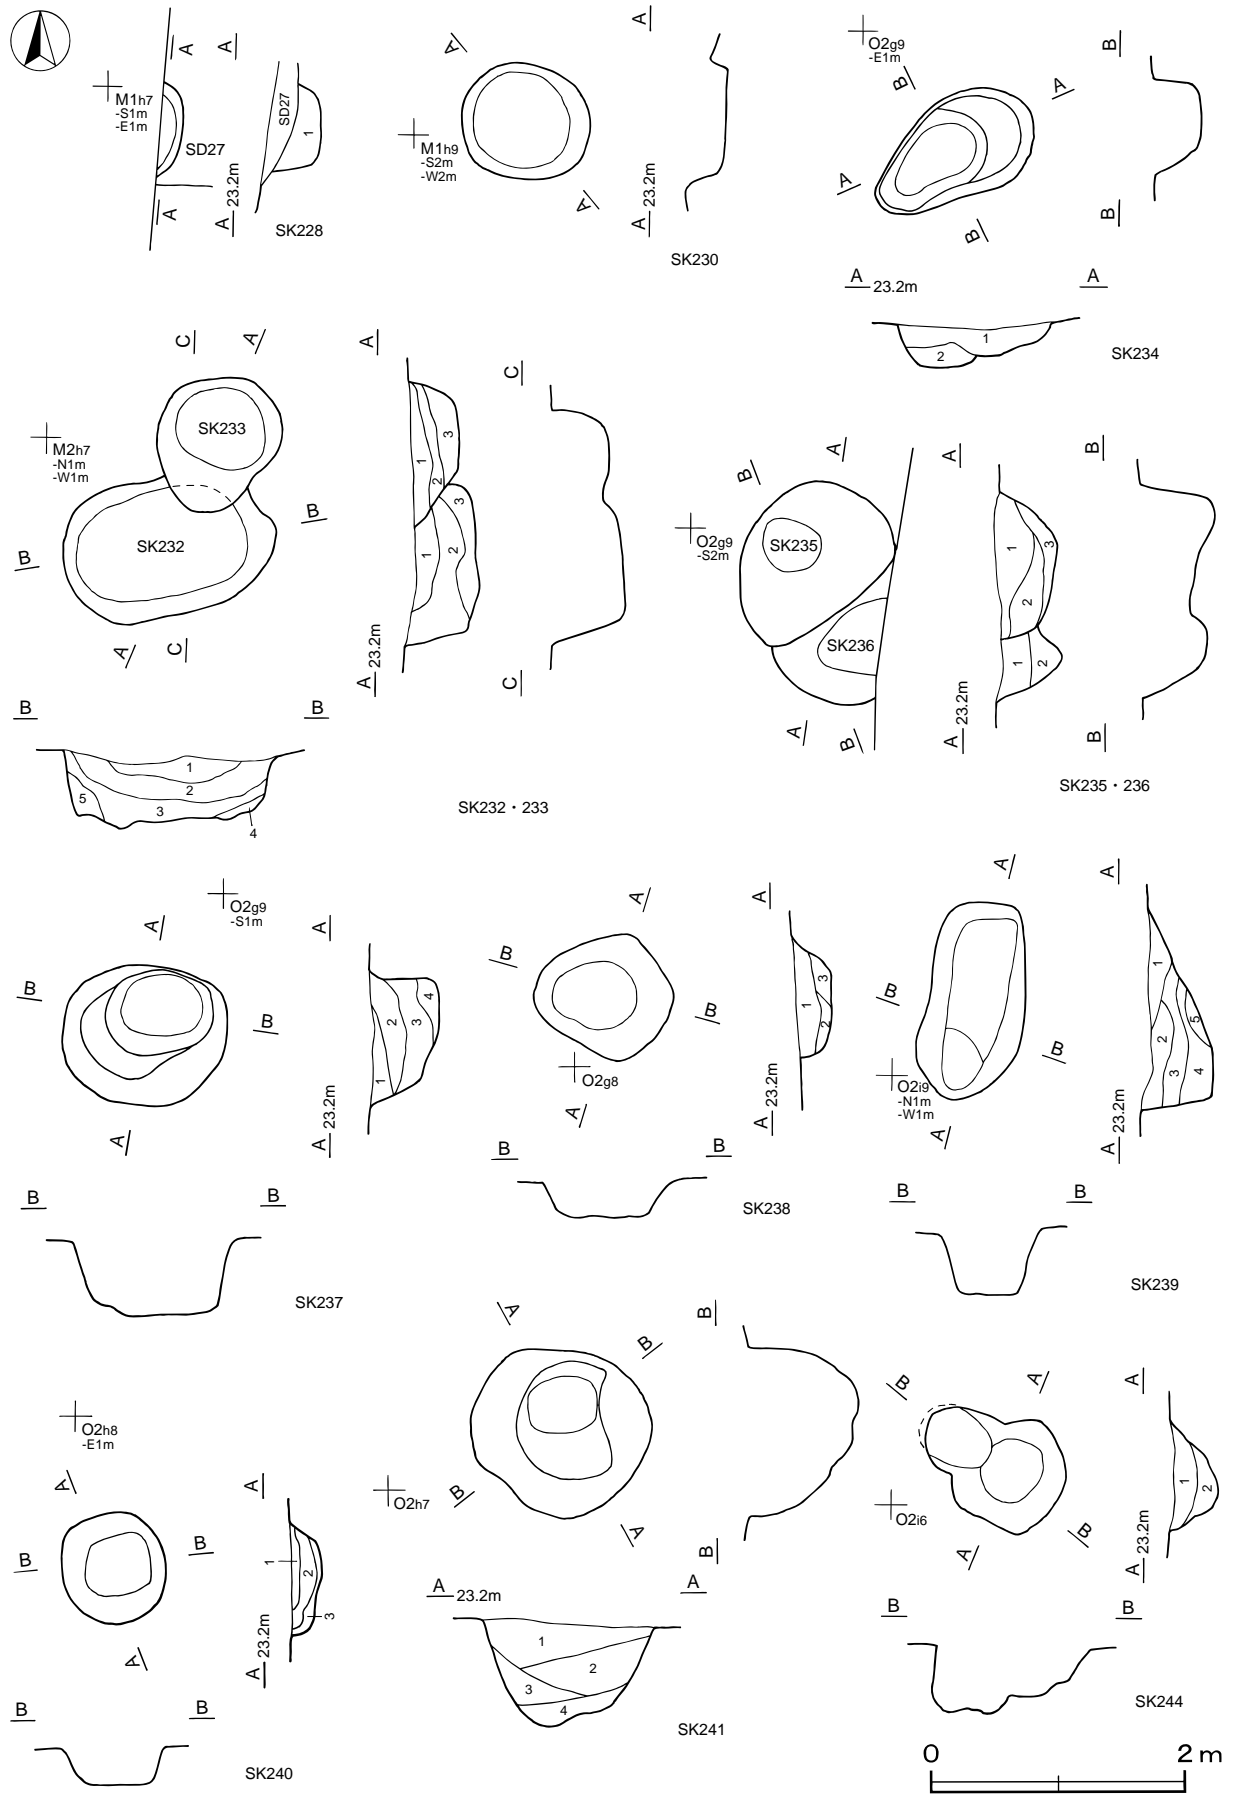 A
A
M1h7
-S1m
-E1m
SD27
A
SD27
1
A 23.2m
SK228
A
M1h9
-S2m
-W2m
A
A
A 23.2m
SK230
O2g9
-E1m
B
A
A
B
B
B
A 23.2m
A
1
2
SK234
C
A
SK233
M2h7
-N1m
-W1m
B
SK232
B
A
C
A
1
2
3
3
1
2
A 23.2m
C
C
B
B
1
2
3
4
5
SK232・233
B
A
O2g9
-S2m
SK235
SK236
A
B
A
1
2
3
1
2
A 23.2m
B
B
SK235・236
O2g9
-S1m
A
B
B
A
A
1
2
3
4
A 23.2m
B
B
SK237
A
B
B
O2g8
A
A
1
2
3
A 23.2m
B
B
SK238
A
B
B
O2i9
-N1m
-W1m
A
A
1
2
3
4
5
A 23.2m
B
B
SK239
O2h8
-E1m
A
B
B
A
A
1
2
3
A 23.2m
B
B
SK240
A
B
O2h7
B
A
B
B
A 23.2m
A
1
2
3
4
SK241
B
A
O2i6
A
B
A
1
2
A 23.2m
B
B
SK244
0
2 m